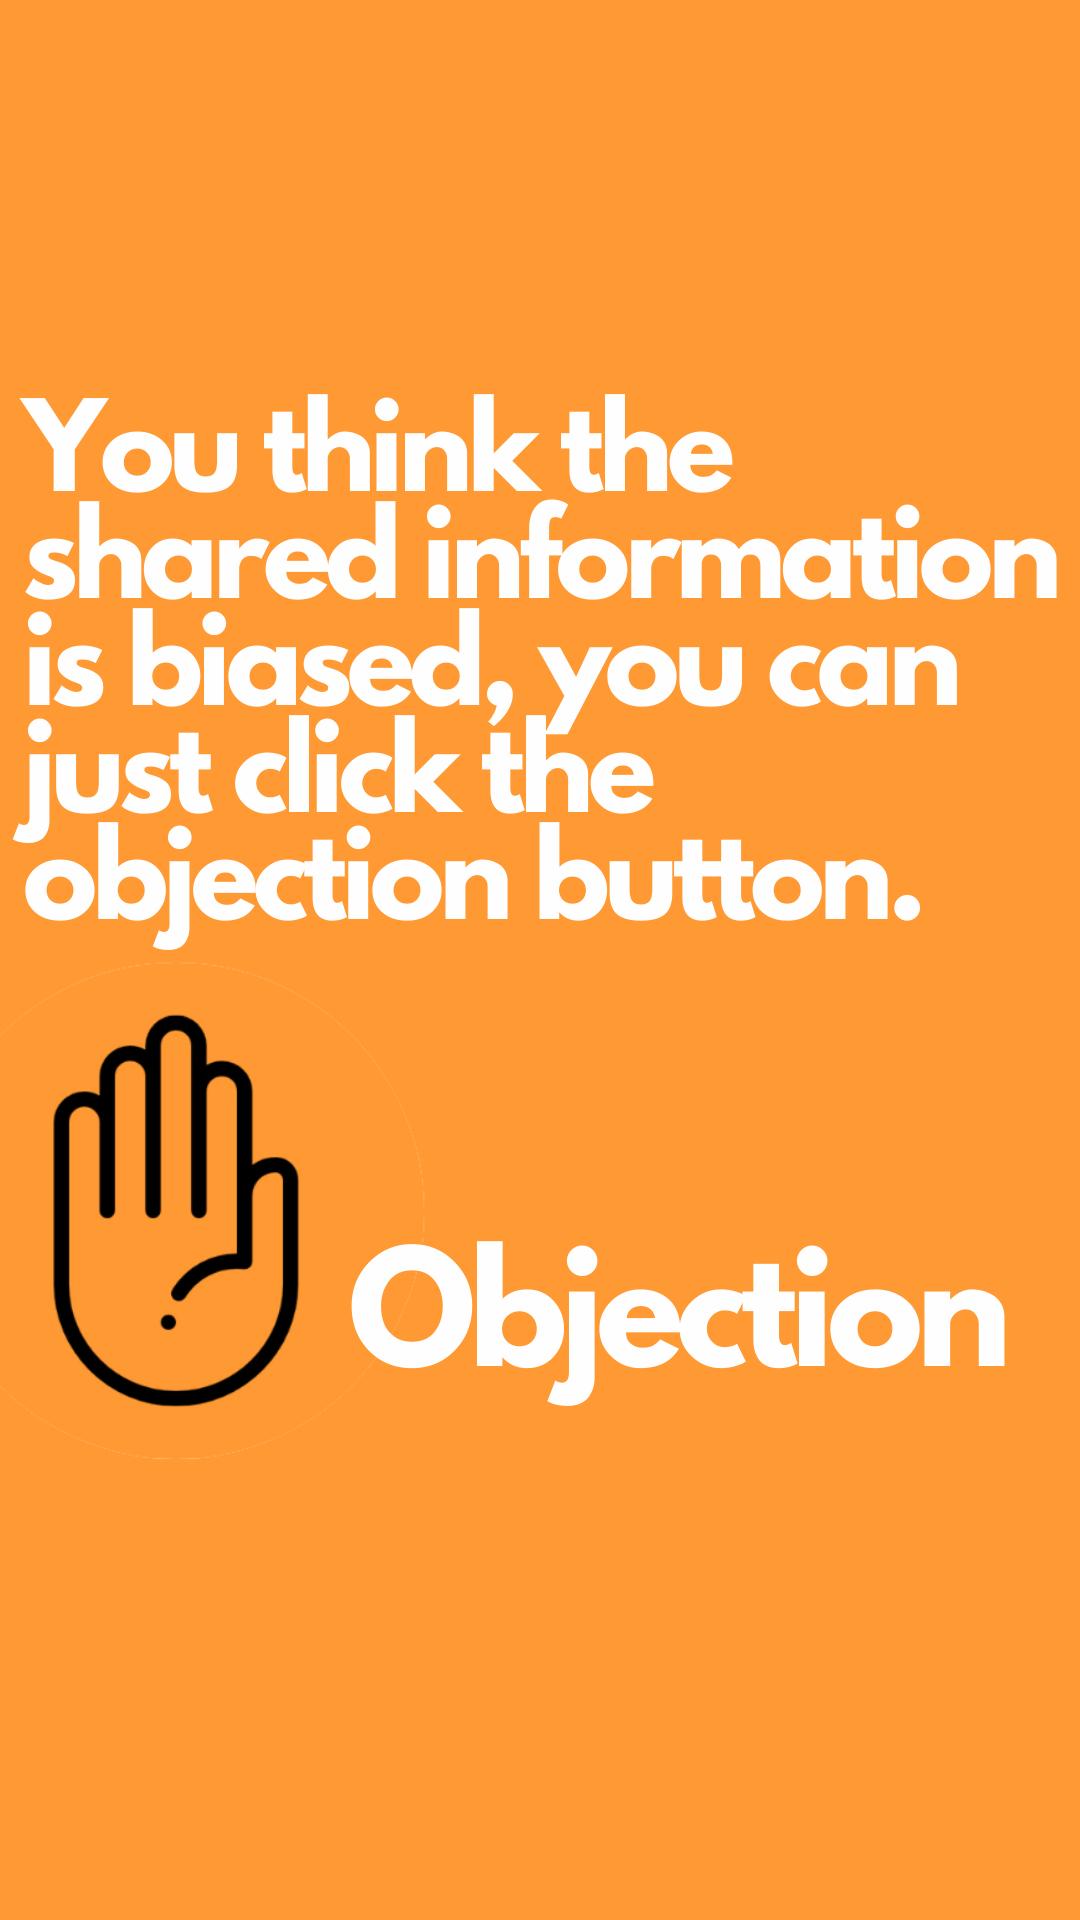 You think the
shared information
is biased, you can
just click the
objection button.
Objection